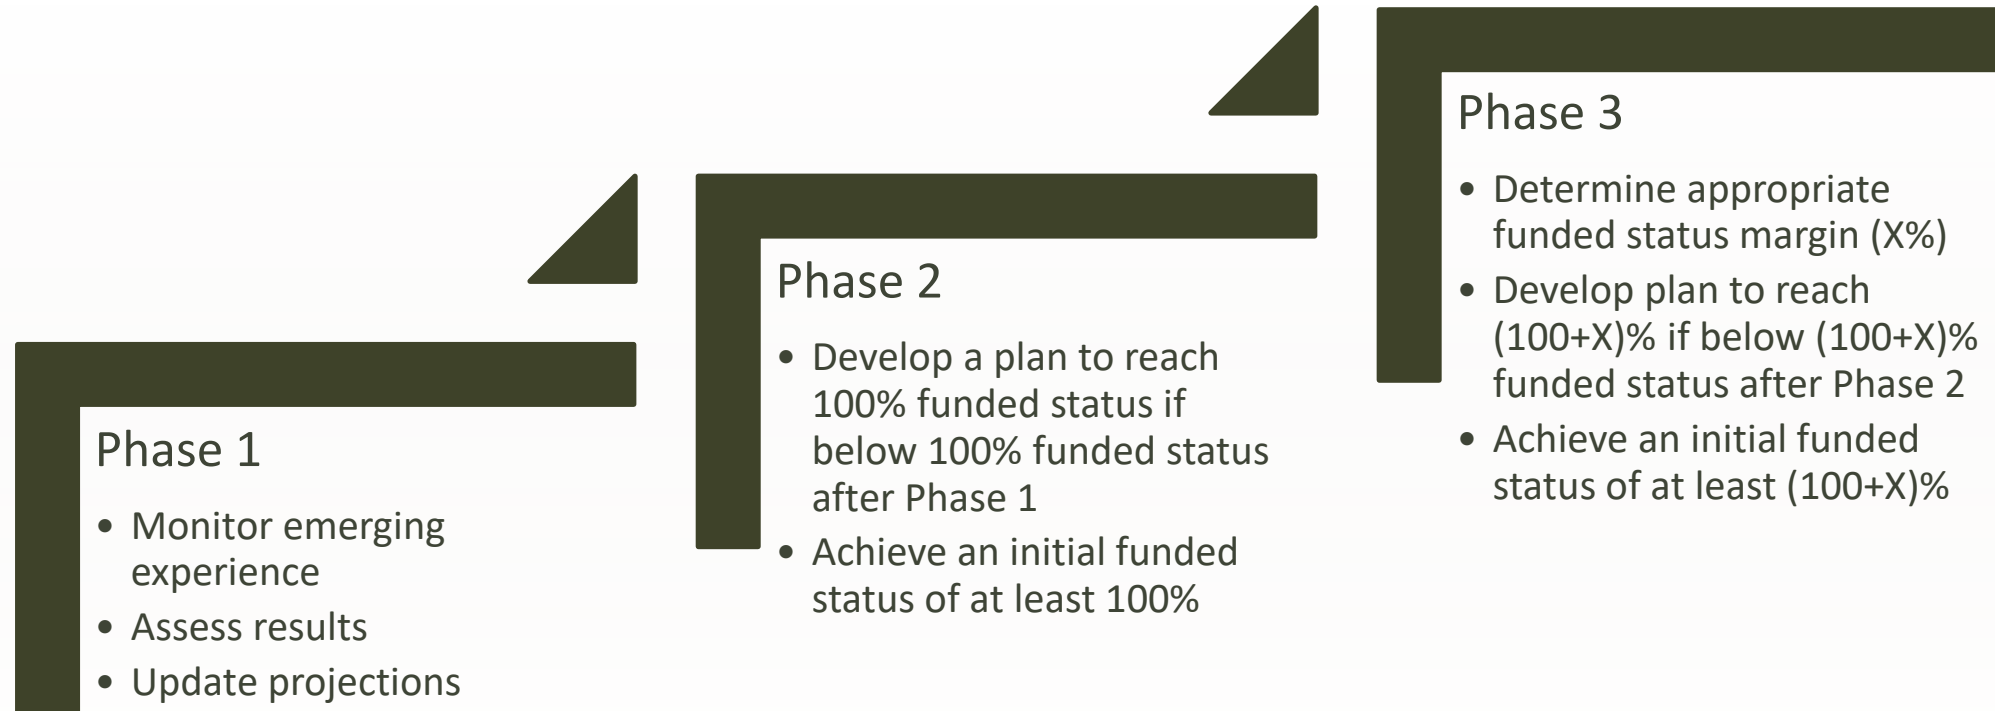 Phase 1
• Monitor emerging
experience
• Assess results
• Update projections
Phase 2
• Develop a plan to reach
100% funded status if
below 100% funded status
after Phase 1
• Achieve an initial funded
status of at least 100%
Phase 3
• Determine appropriate
funded status margin (X%)
• Develop plan to reach
(100+X)% if below (100+X)%
funded status after Phase 2
• Achieve an initial funded
status of at least (100+X)%